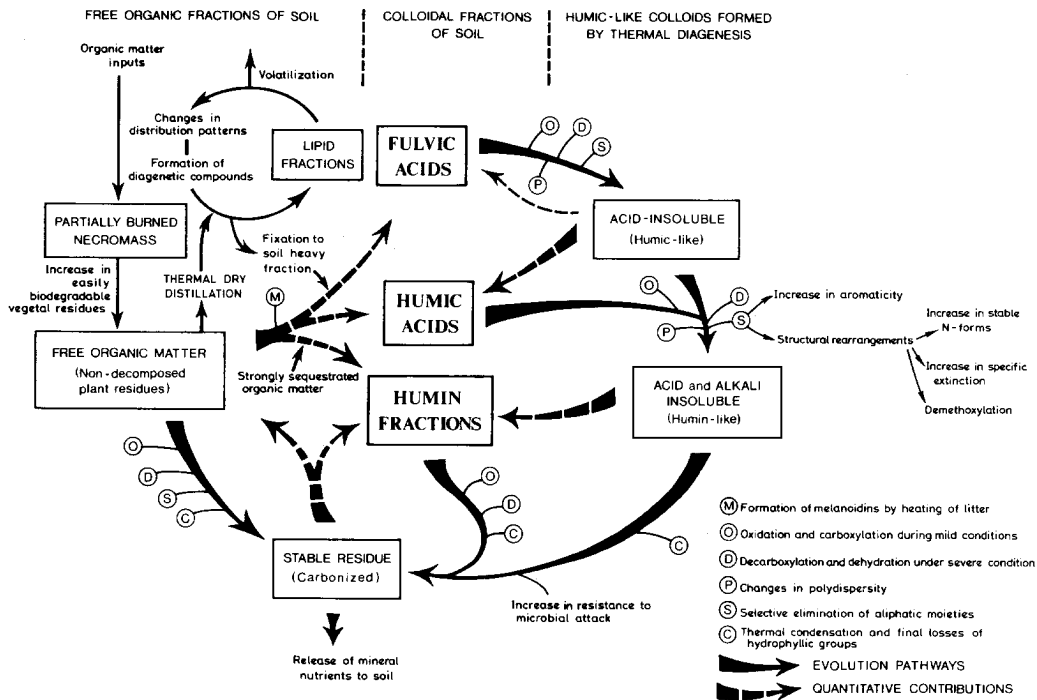 FREE ORGANIC FRACTIONS OF SOIL
COLLOIDAL FRACTIONS
OF SOIL
HUMIC-LIKE COLLOIDS FORMED
BY THERMAL DIAGENESIS
Organic matter
inputs
Volatilization
Changes in
distribution patterns
Formation of
diagenetic compounds
LIPID
FRACTIONS
FULVIC
ACIDS
O
D
S
P
ACID-INSOLUBLE
(Humic-like)
PARTIALLY BURNED
NECROMASS
Fixation to
soil heavy
fraction
Increase in
easily
biodegradable
vegetal residues
THERMAL DRY
DISTILLATION
M
HUMIC
ACIDS
O
D
P
S
Increase in aromaticity
Structural rearrangements
Increase in stable
N-forms
Increase in specific
extinction
Demethoxylation
FREE ORGANIC MATTER
(Non-decomposed
plant residues)
Strongly sequestrated
organic matter
HUMIN
FRACTIONS
ACID and ALKALI
INSOLUBLE
(Humin-like)
O
D
S
C
O
D
C
C
STABLE RESIDUE
(Carbonized)
Increase in resistance to
microbial attack
Release of mineral
nutrients to soil
M Formation of melanoidins by heating of litter
O Oxidation and carboxylation during mild conditions
D Decarboxylation and dehydration under severe condition
P Changes in polydispersity
S Selective elimination of aliphatic moieties
C Thermal condensation and final losses of
hydrophyllic groups
EVOLUTION PATHWAYS
QUANTITATIVE CONTRIBUTIONS